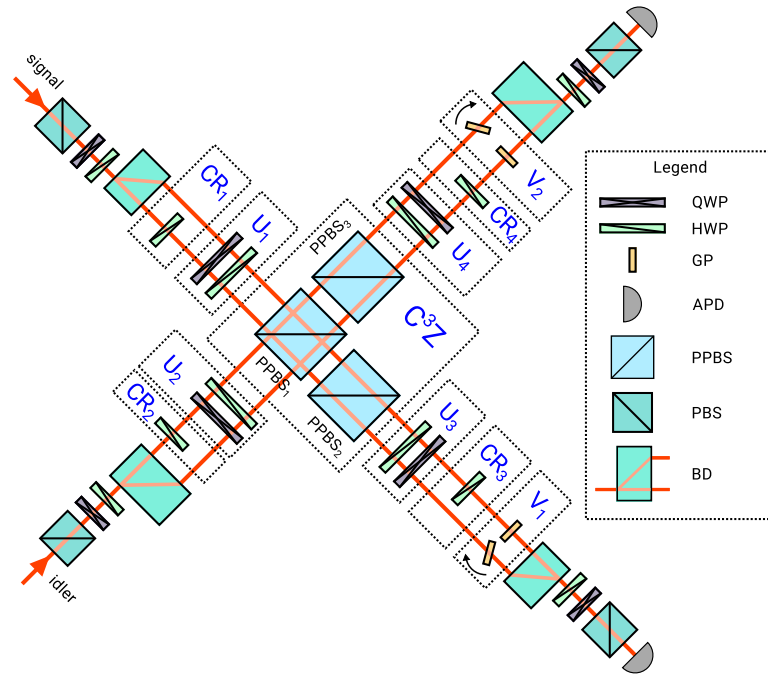 signal
CR₁
U₁
PPBS₃
V₂
CR₄
U₄
C³Z
PPBS₁
U₂
CR₂
PPBS₂
U₃
CR₃
V₁
idler
Legend
QWP
HWP
GP
APD
PPBS
PBS
BD